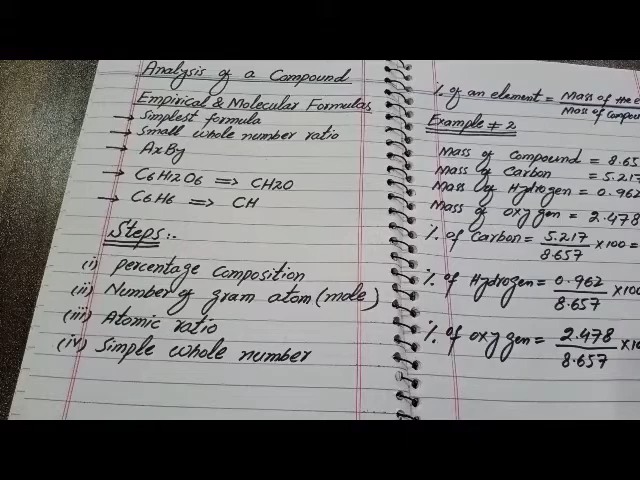 Analysis of a Compound
Empirical & Molecular Formulas
→ Simplest formula
→ Small whole number ratio
→ AxBy
→ C6H12O6 ⇒ CH2O
→ C6H6 ⇒ CH
Steps:-
(i) Percentage Composition
(ii) Number of gram atom (mole)
(iii) Atomic ratio
(iv) Simple whole number
% of an element = Mass of the / Mass of
Example # 2
Mass of Compound = 8.65
Mass of Carbon = 5.217
Mass of Hydrogen = 0.962
Mass of oxygen = 2.478
% of Carbon = 5.217 / 8.657 × 100 =
% of Hydrogen = 0.962 / 8.657 × 100
% of oxygen = 2.478 / 8.657 × 10